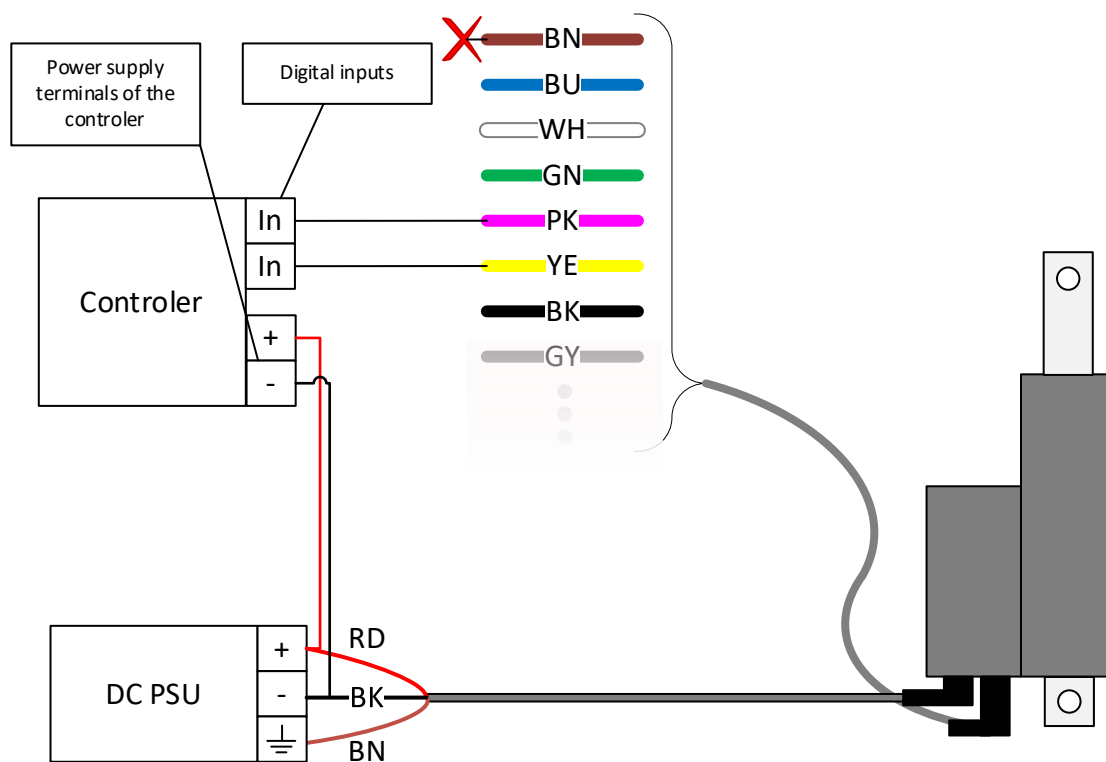 BN
Power supply
terminals of the
controler
Digital inputs
BU
WH
GN
In
PK
In
YE
Controler
BK
+
GY
-
RD
+
DC PSU
-
BK
BN